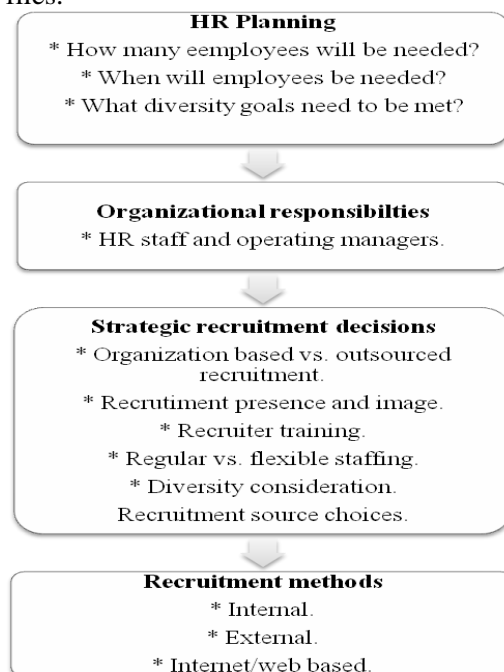 HR Planning
* How many eemployees will be needed?
* When will employees be needed?
* What diversity goals need to be met?
Organizational responsibilties
* HR staff and operating managers.
Strategic recruitment decisions
* Organization based vs. outsourced
recruitment.
* Recrutiment presence and image.
* Recruiter training.
* Regular vs. flexible staffing.
* Diversity consideration.
Recruitment source choices.
Recruitment methods
* Internal.
* External.
* Internet/web based.